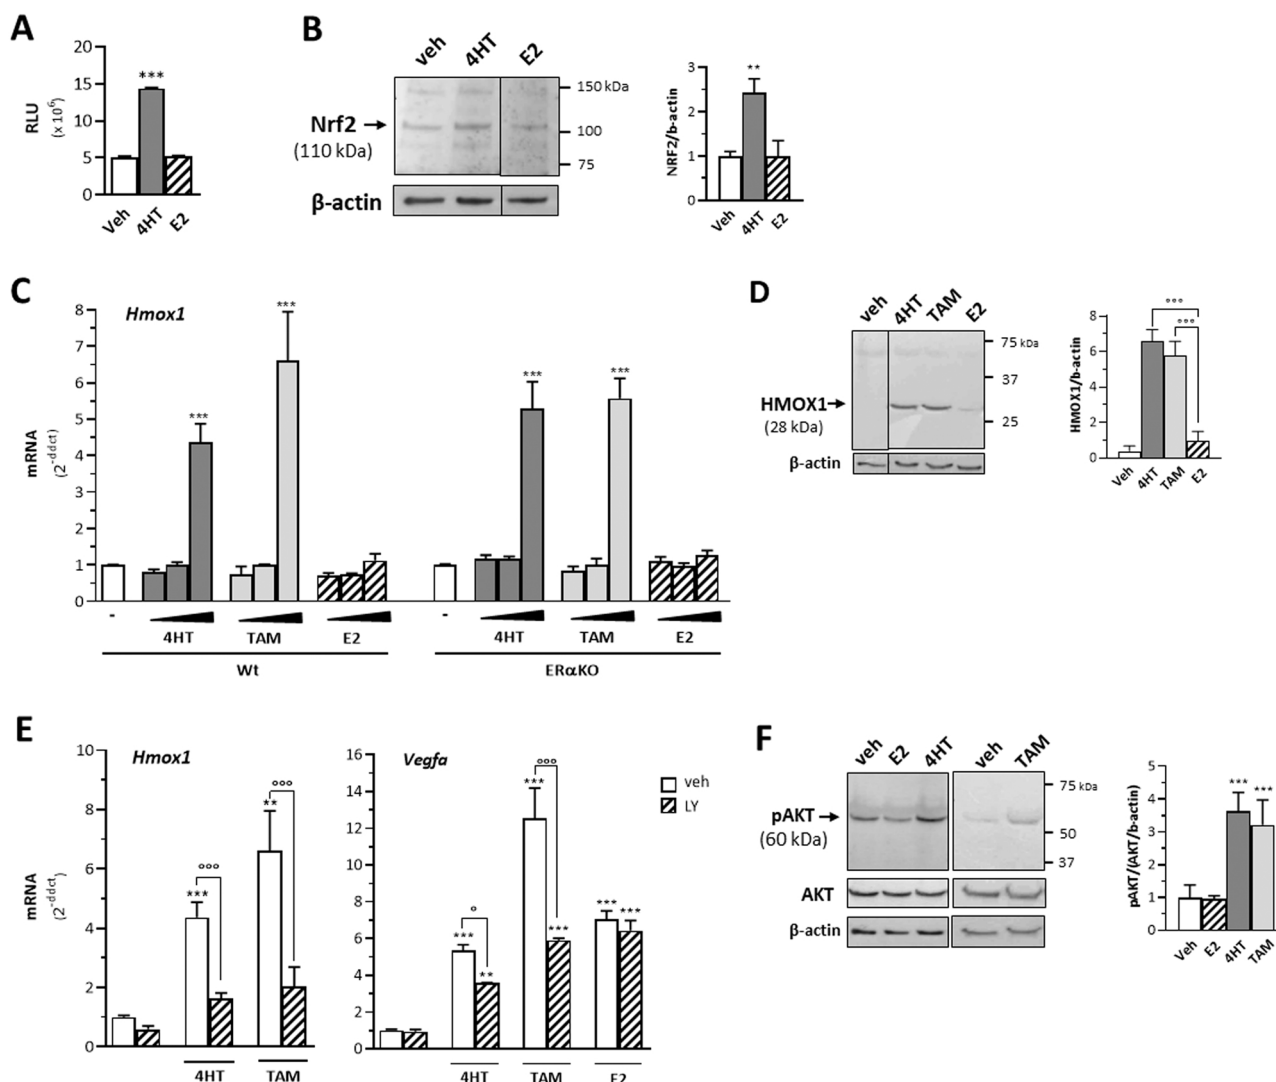 A
20
15
10
5
0
RLU
(x 10⁶)
***
Veh
4HT
E2
B
veh
4HT
E2
Nrf2
(110 kDa)
β-actin
150 kDa
100
75
3
2
1
0
NRF2/b-actin
**
Veh
4HT
E2
C
Hmox1
8
7
6
5
4
3
2
1
0
mRNA
(2^-ddct)
***
***
***
***
-
4HT
TAM
E2
-
4HT
TAM
E2
Wt
ERαKO
D
veh
4HT
TAM
E2
HMOX1
(28 kDa)
β-actin
75 kDa
37
25
8
6
4
2
0
HMOX1/b-actin
°°°
°°°
Veh
4HT
TAM
E2
E
Hmox1
10
8
6
4
2
0
mRNA
(2^-ddct)
°°°
***
°°°
**
4HT
TAM
Vegfa
16
14
12
10
8
6
4
2
0
°
***
**
°°°
***
***
***
***
4HT
TAM
E2
veh
LY
F
veh
E2
4HT
veh
TAM
pAKT
(60 kDa)
AKT
β-actin
75 kDa
50
37
5
4
3
2
1
0
pAKT/(AKT/b-actin)
***
***
Veh
E2
4HT
TAM